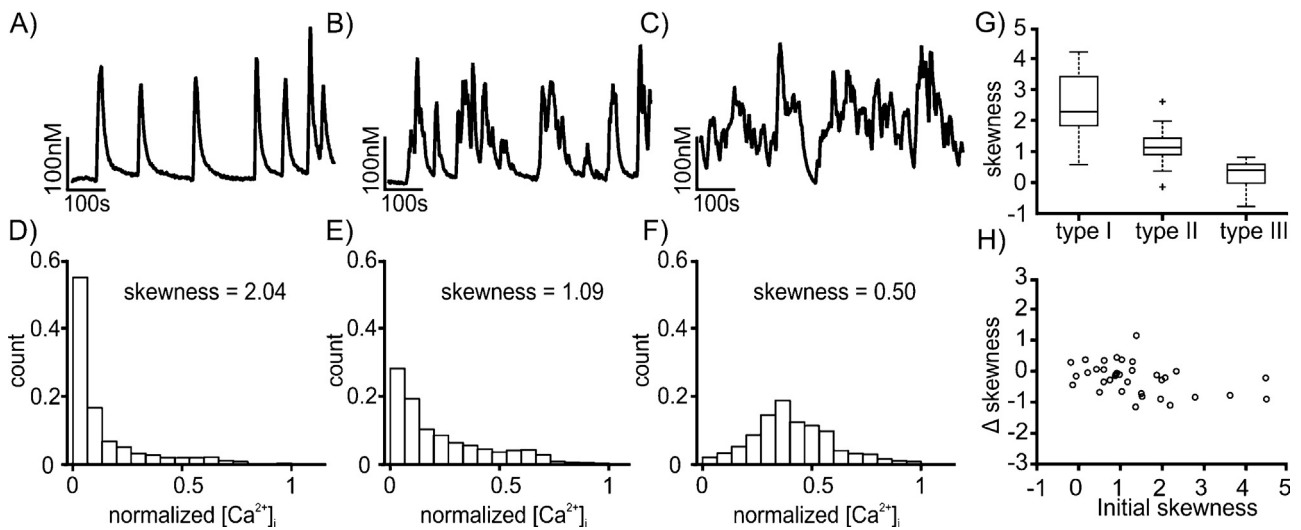 A)
100nM
100s
B)
100nM
100s
C)
100nM
100s
D)
0.6
0.4
0.2
0
count
skewness = 2.04
0
0.5
1
normalized [Ca²⁺]ᵢ
E)
0.6
0.4
0.2
0
count
skewness = 1.09
0
0.5
1
normalized [Ca²⁺]ᵢ
F)
0.6
0.4
0.2
0
count
skewness = 0.50
0
0.5
1
normalized [Ca²⁺]ᵢ
G)
5
4
3
2
1
0
-1
skewness
type I
type II
type III
H)
3
2
1
0
-1
-2
-3
Δ skewness
-1
0
1
2
3
4
5
Initial skewness